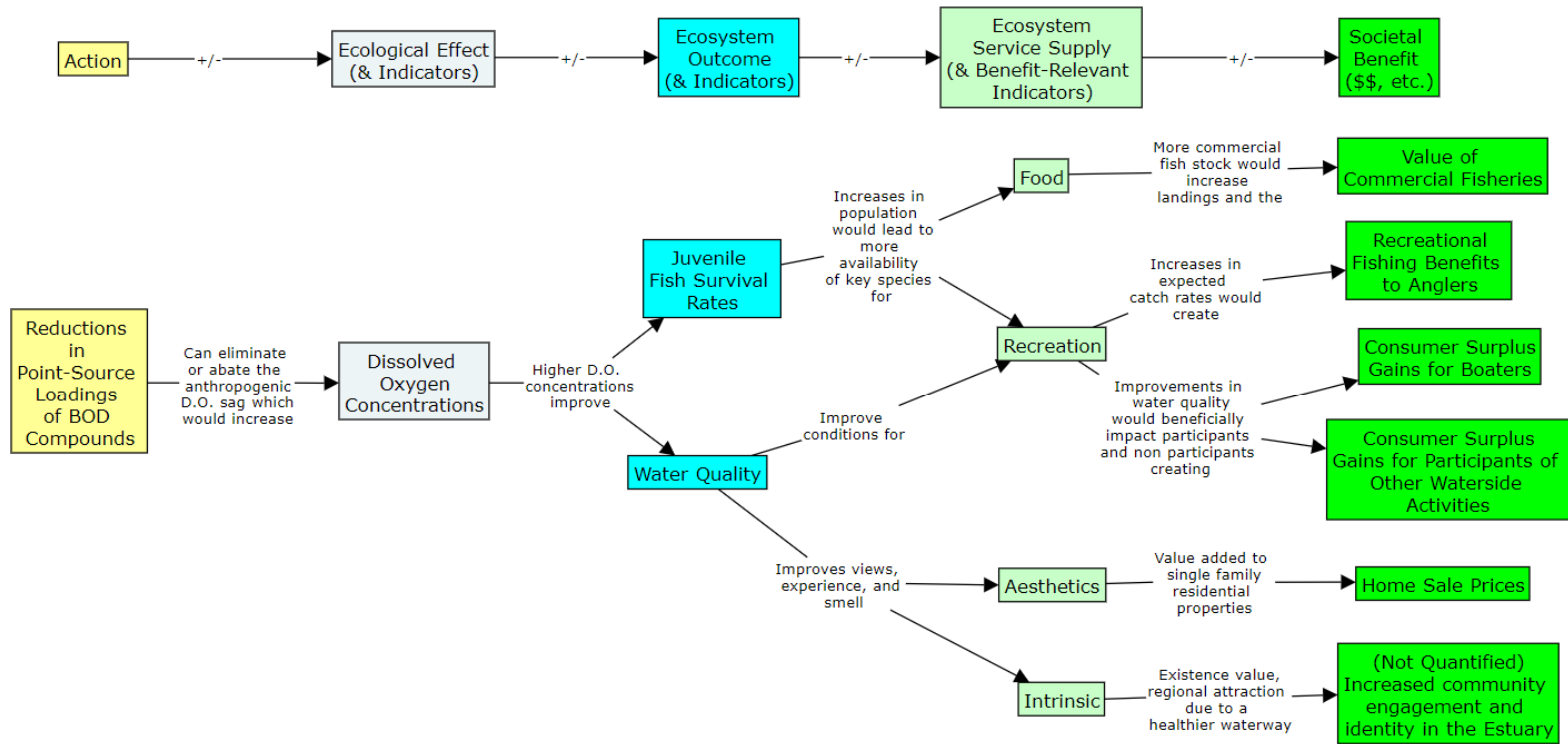 Action
+/-
Ecological Effect
(& Indicators)
+/-
Ecosystem
Outcome
(& Indicators)
+/-
Ecosystem
Service Supply
(& Benefit-Relevant
Indicators)
+/-
Societal
Benefit
($$, etc.)
Reductions
in
Point-Source
Loadings
of BOD
Compounds
Can eliminate
or abate the
anthropogenic
D.O. sag which
would increase
Dissolved
Oxygen
Concentrations
Higher D.O.
concentrations
improve
Juvenile
Fish Survival
Rates
Increases in
population
would lead to
more
availability
of key species
for
Food
More commercial
fish stock would
increase
landings and the
Value of
Commercial Fisheries
Water Quality
Improve
conditions for
Recreation
Increases in
expected
catch rates would
create
Recreational
Fishing Benefits
to Anglers
Improvements in
water quality
would beneficially
impact participants
and non participants
creating
Consumer Surplus
Gains for Boaters
Consumer Surplus
Gains for Participants of
Other Waterside
Activities
Improves views,
experience, and
smell
Aesthetics
Value added to
single family
residential
properties
Home Sale Prices
Intrinsic
Existence value,
regional attraction
due to a
healthier waterway
(Not Quantified)
Increased community
engagement and
identity in the Estuary